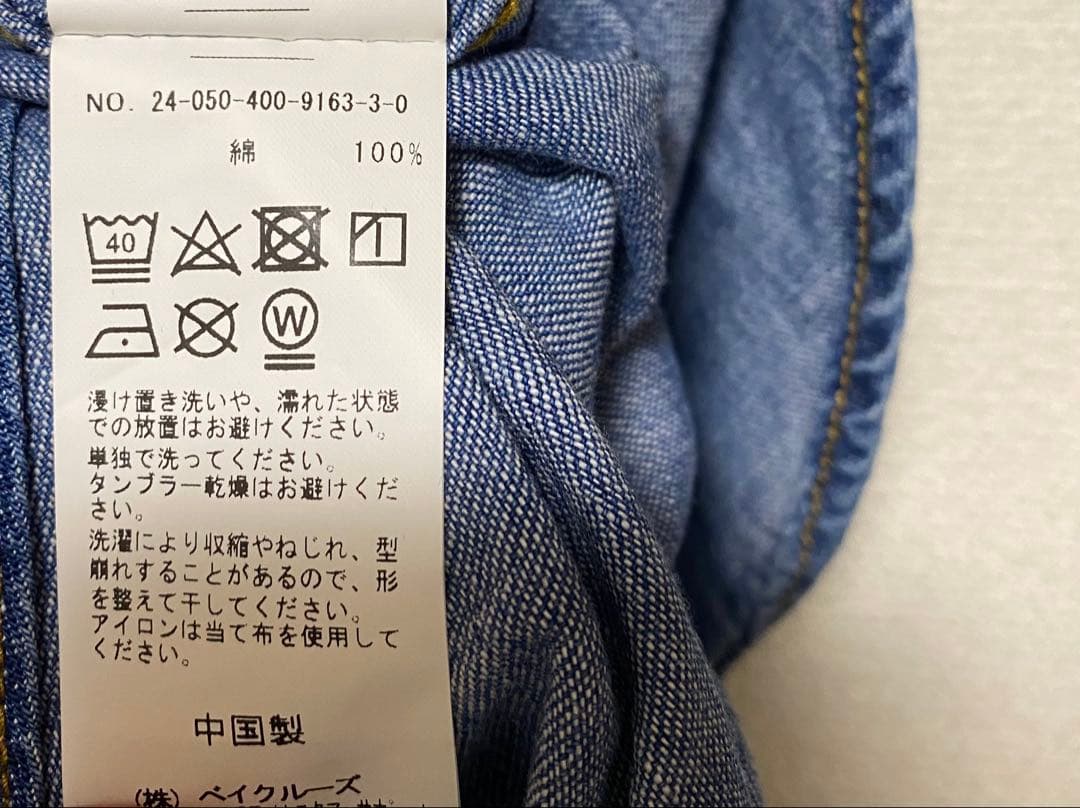 NO. 24-050-400-9163-3-0
綿 100%
40
W
浸け置き洗いや、濡れた状態
での放置はお避けください。
単独で洗ってください。
タンブラー乾燥はお避けくだ
さい。
洗濯により収縮やねじれ、型
崩れすることがあるので、形
を整えて干してください。
アイロンは当て布を使用して
ください。
中国製
(株) ベイクルーズ